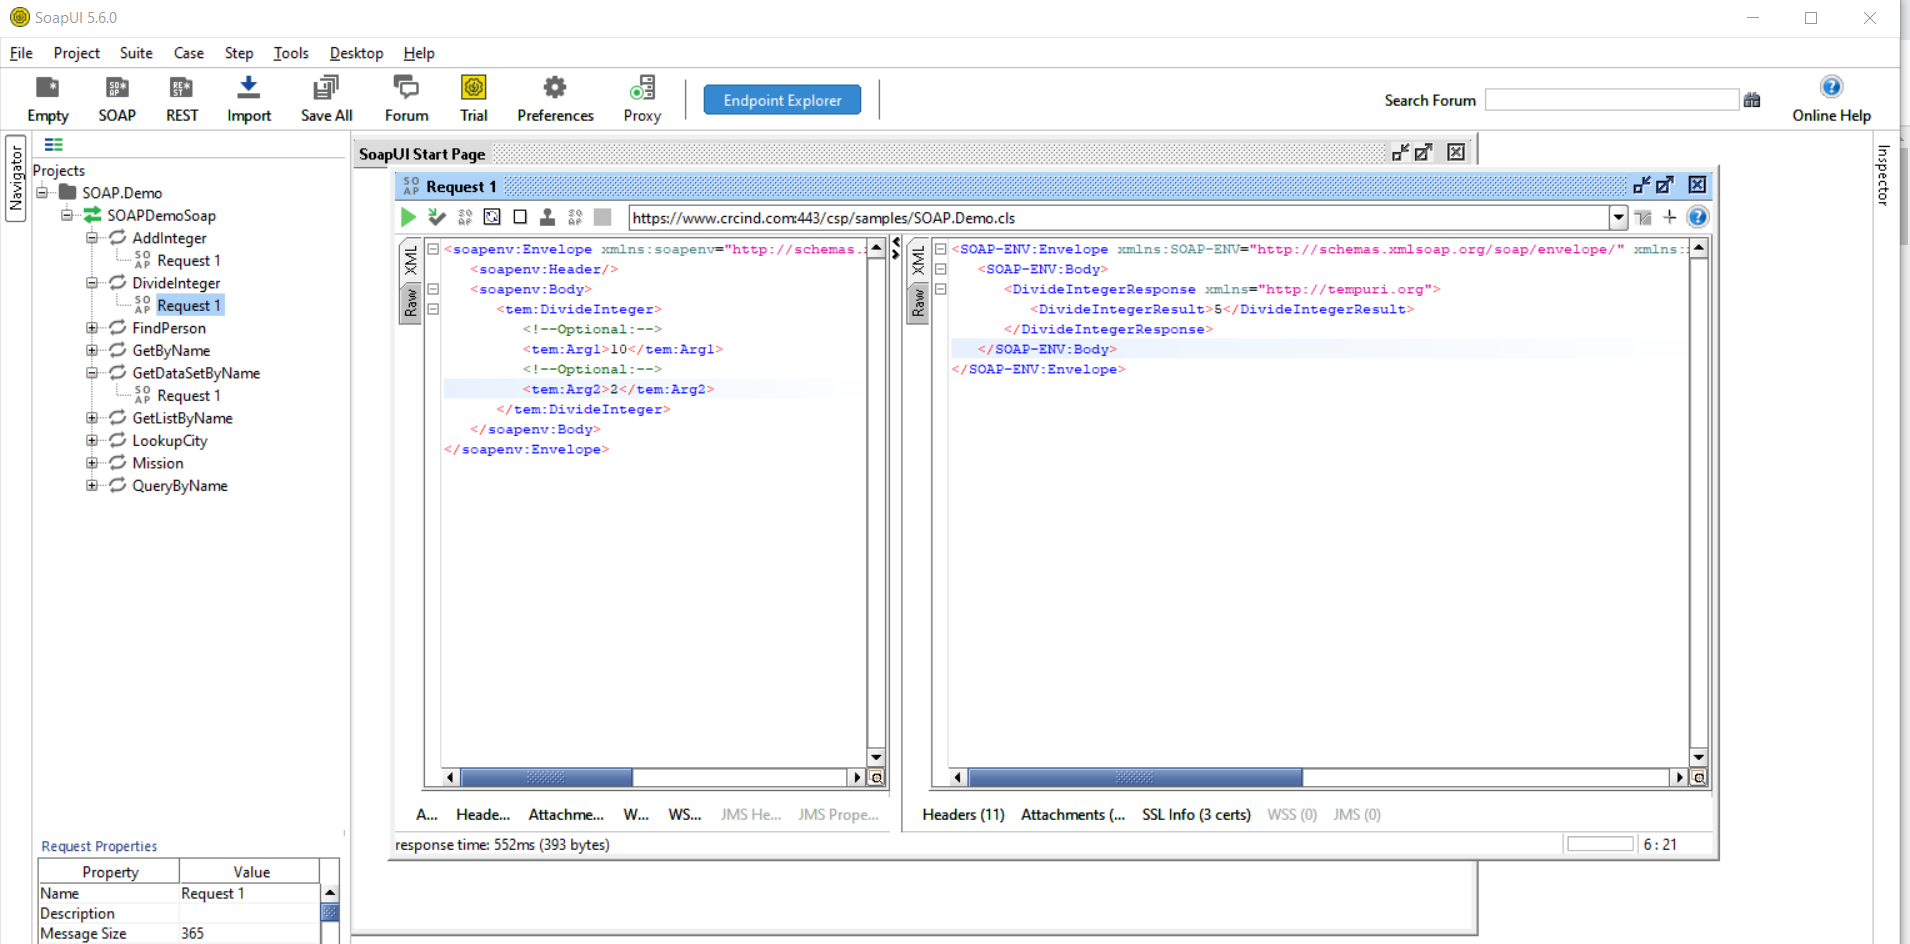 SoapUI 5.6.0
File Project Suite Case Step Tools Desktop Help
Empty SOAP REST Import Save All Forum Trial Preferences Proxy Endpoint Explorer Search Forum Online Help
Navigator
Projects
SOAP.Demo
SOAPDemoSoap
AddInteger
SO AP Request 1
DivideInteger
SO AP Request 1
FindPerson
GetByName
GetDataSetByName
SO AP Request 1
GetListByName
LookupCity
Mission
QueryByName
Request Properties
Property Value
Name Request 1
Description
Message Size 365
SoapUI Start Page
SO AP Request 1
https://www.crcind.com:443/csp/samples/SOAP.Demo.cls
XML
Raw
<soapenv:Envelope xmlns:soapenv="http://schemas.
<soapenv:Header/>
<soapenv:Body>
<tem:DivideInteger>
<!--Optional:-->
<tem:Arg1>10</tem:Arg1>
<!--Optional:-->
<tem:Arg2>2</tem:Arg2>
</tem:DivideInteger>
</soapenv:Body>
</soapenv:Envelope>
A... Heade... Attachme... W... WS... JMS He... JMS Prope...
XML
Raw
<SOAP-ENV:Envelope xmlns:SOAP-ENV="http://schemas.xmlsoap.org/soap/envelope/" xmlns:
<SOAP-ENV:Body>
<DivideIntegerResponse xmlns="http://tempuri.org">
<DivideIntegerResult>5</DivideIntegerResult>
</DivideIntegerResponse>
</SOAP-ENV:Body>
</SOAP-ENV:Envelope>
Headers (11) Attachments (... SSL Info (3 certs) WSS (0) JMS (0)
response time: 552ms (393 bytes)
6 : 21
Inspector